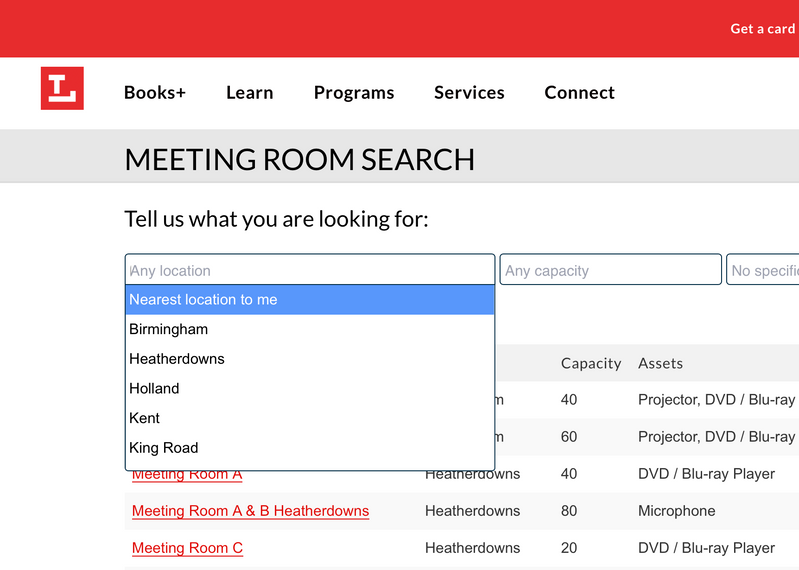 Get a card
TL
Books+ Learn Programs Services Connect
MEETING ROOM SEARCH
Tell us what you are looking for:
Any location Any capacity No specific
Nearest location to me
Birmingham
Heatherdowns
Holland
Kent
King Road
Capacity Assets
40 Projector, DVD / Blu-ray
60 Projector, DVD / Blu-ray
Meeting Room A Heatherdowns 40 DVD / Blu-ray Player
Meeting Room A & B Heatherdowns Heatherdowns 80 Microphone
Meeting Room C Heatherdowns 20 DVD / Blu-ray Player